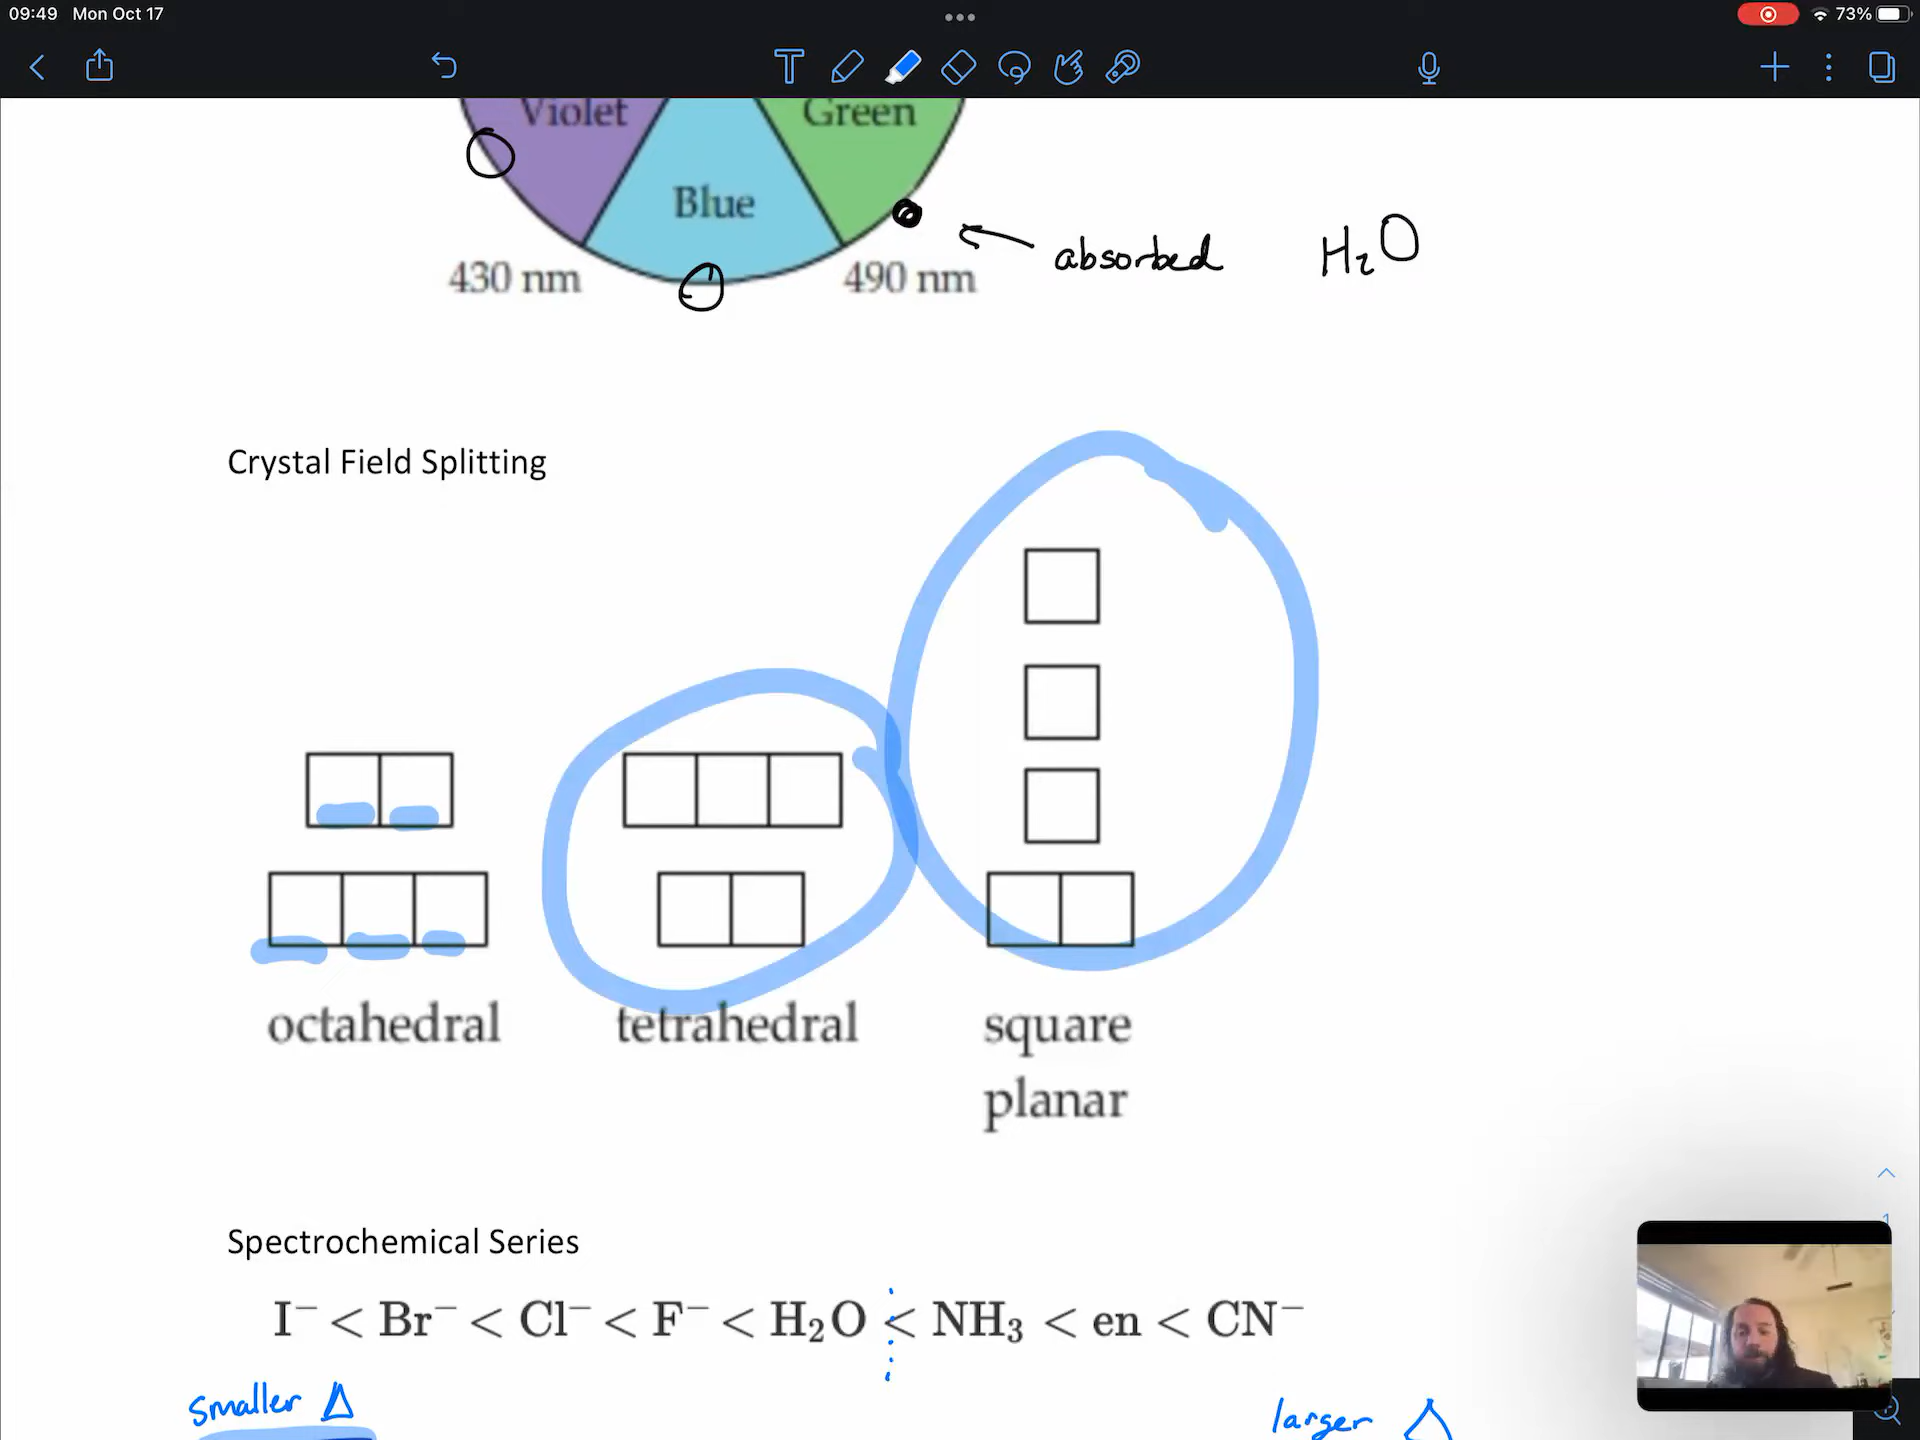 09:49 Mon Oct 17
73%
Violet
Green
Blue
430 nm
490 nm
absorbed
H₂O
Crystal Field Splitting
octahedral
tetrahedral
square
planar
Spectrochemical Series
I⁻ < Br⁻ < Cl⁻ < F⁻ < H₂O < NH₃ < en < CN⁻
smaller Δ
larger Δ